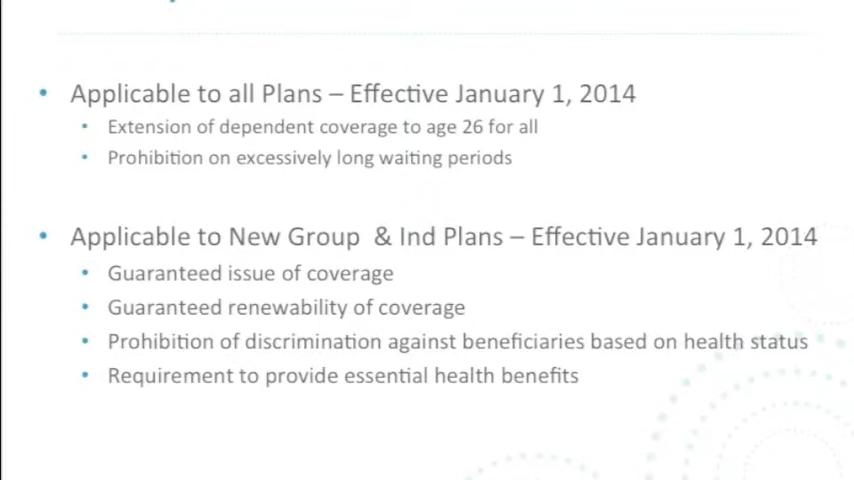 • Applicable to all Plans – Effective January 1, 2014
• Extension of dependent coverage to age 26 for all
• Prohibition on excessively long waiting periods
• Applicable to New Group & Ind Plans – Effective January 1, 2014
• Guaranteed issue of coverage
• Guaranteed renewability of coverage
• Prohibition of discrimination against beneficiaries based on health status
• Requirement to provide essential health benefits